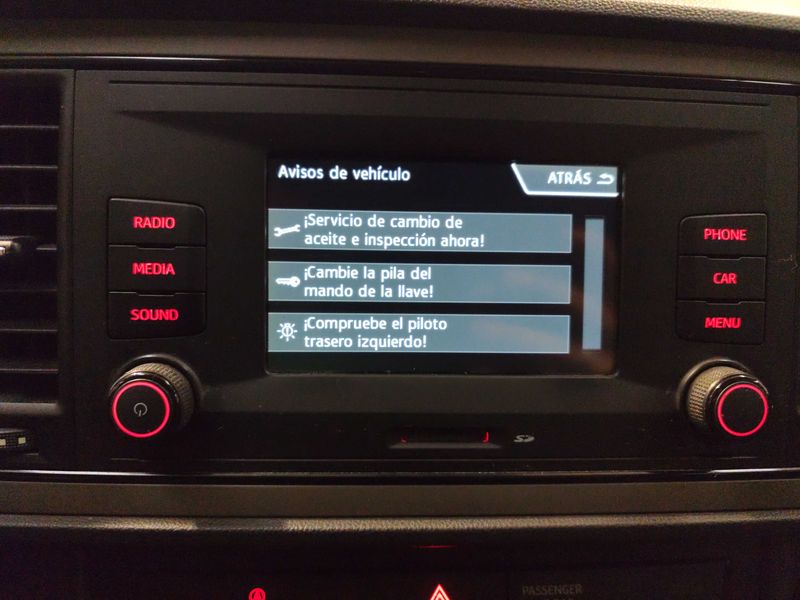 Avisos de vehículo
ATRÁS
¡Servicio de cambio de
aceite e inspección ahora!
¡Cambie la pila del
mando de la llave!
¡Compruebe el piloto
trasero izquierdo!
RADIO
MEDIA
SOUND
PHONE
CAR
MENU
SD
PASSENGER